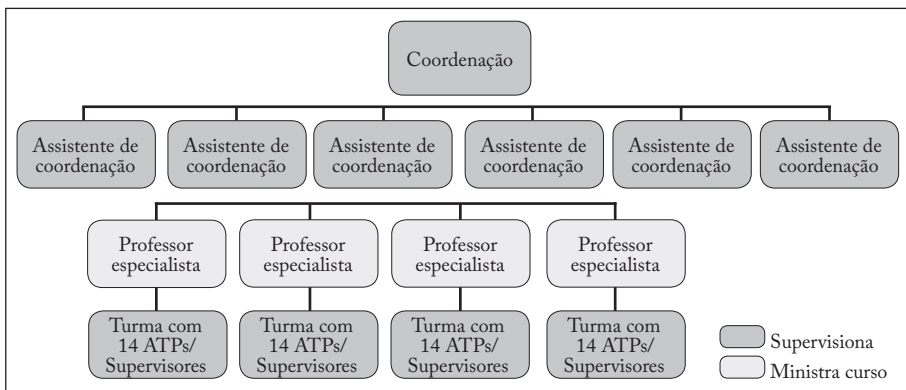 Coordenação
Assistente de
coordenação
Assistente de
coordenação
Assistente de
coordenação
Assistente de
coordenação
Assistente de
coordenação
Assistente de
coordenação
Professor
especialista
Professor
especialista
Professor
especialista
Professor
especialista
Turma com
14 ATPs/
Supervisores
Turma com
14 ATPs/
Supervisores
Turma com
14 ATPs/
Supervisores
Turma com
14 ATPs/
Supervisores
Supervisiona
Ministra curso